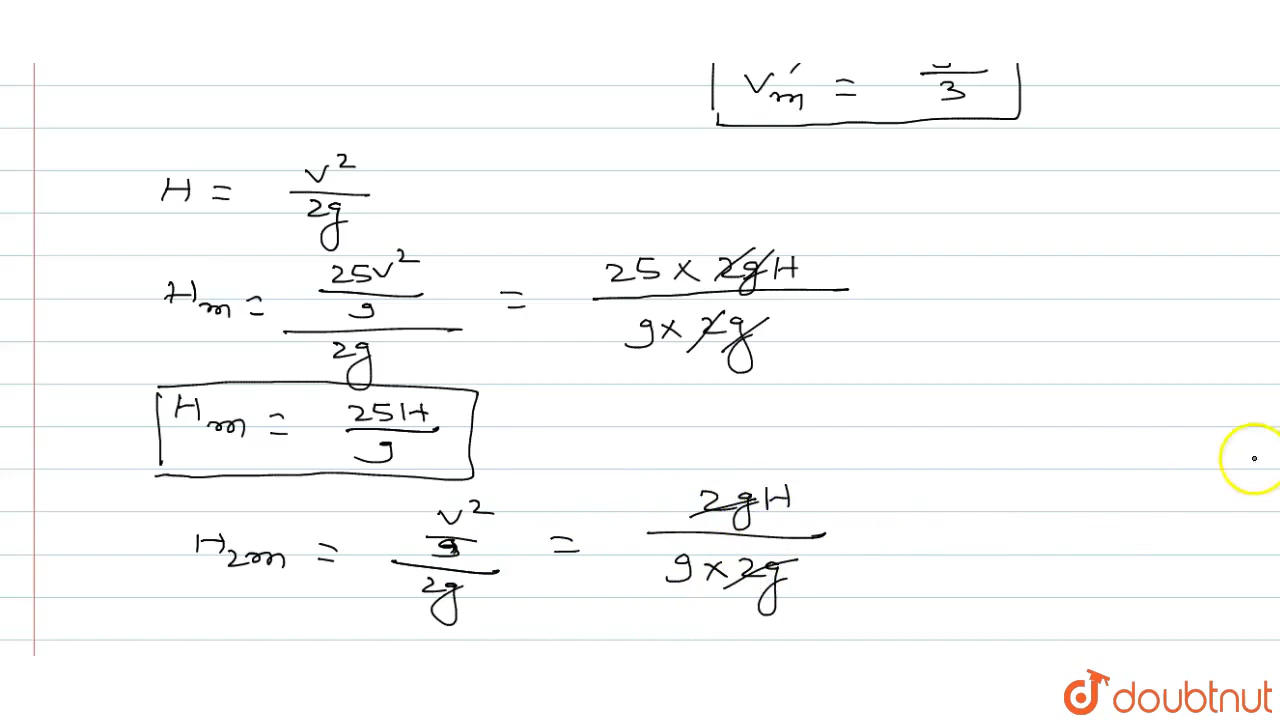 v'm = /3
H = v²/2g
Hm = (25v²/9)/2g = 25 × 2gH / 9 × 2g
Hm = 25H/9
H2m = (v²/9)/2g = 2gH / 9 × 2g
doubtnut